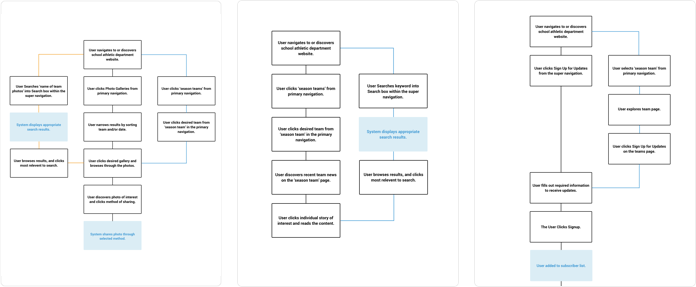 User navigates to or discovers
school athletic department
website.
User Searches 'name of team
photos' into Search box within the
super navigation.
User clicks Photo Galleries from
primary navigation.
User clicks 'season teams' from
primary navigation.
System displays appropriate
search results.
User narrows results by sorting
team and/or date.
User clicks desired team from
'season team' in the primary
navigation.
User browses results, and clicks
most relevant to search.
User clicks desired gallery and
browses through the photos.
User discovers photo of interest
and clicks method of sharing.
System shares photo through
selected method.
User navigates to or discovers
school athletic department
website.
User clicks 'season teams' from
primary navigation.
User Searches keyword into
Search box within the super
navigation.
User clicks desired team from
'season team' in the primary
navigation.
System displays appropriate
search results.
User discovers recent team news
on the 'season team' page.
User browses results, and clicks
most relevent to search.
User clicks individual story of
interest and reads the content.
User navigates to or discovers
school athletic department
website.
User clicks Sign Up for Updates
from the super navigation.
User selects 'season team' from
primary navigation.
User explores team page.
User clicks Sign Up for Updates
on the teams page.
User fills out required information
to receive updates.
The User Clicks Signup.
User added to subscriber list.